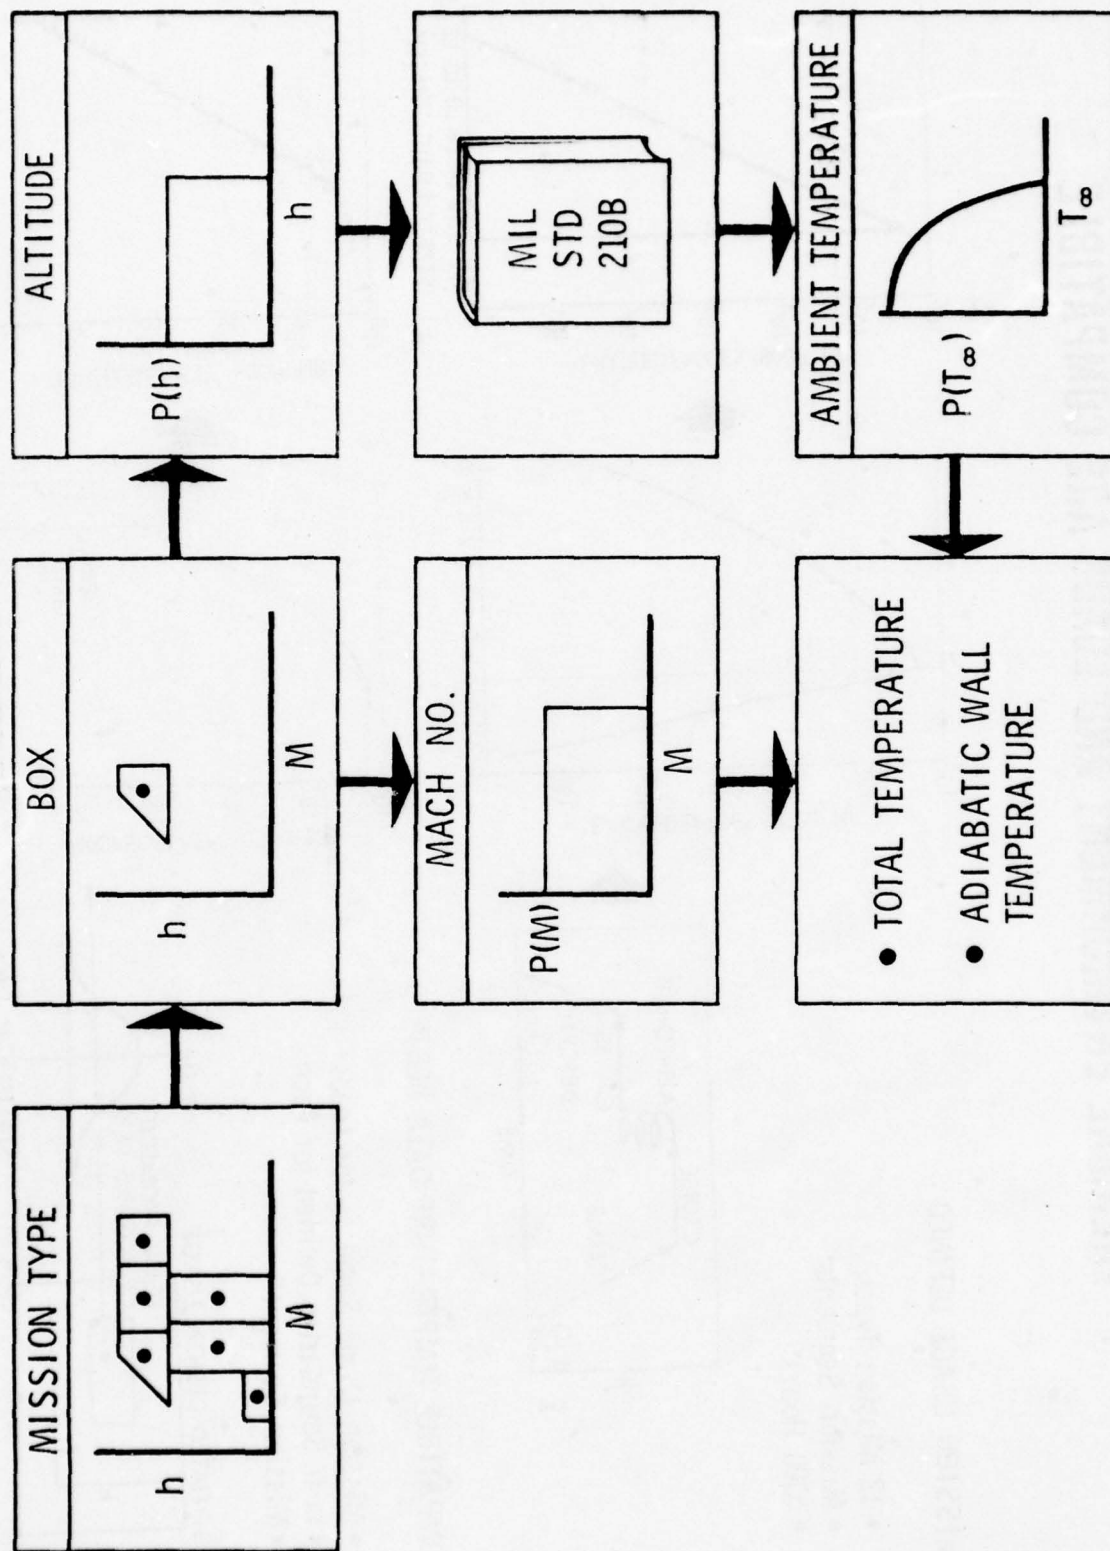 MISSION TYPE
h
M
BOX
h
M
ALTITUDE
P(h)
h
MACH NO.
P(M)
M
MIL
STD
210B
• TOTAL TEMPERATURE
• ADIABATIC WALL
TEMPERATURE
AMBIENT TEMPERATURE
P(T∞)
T∞